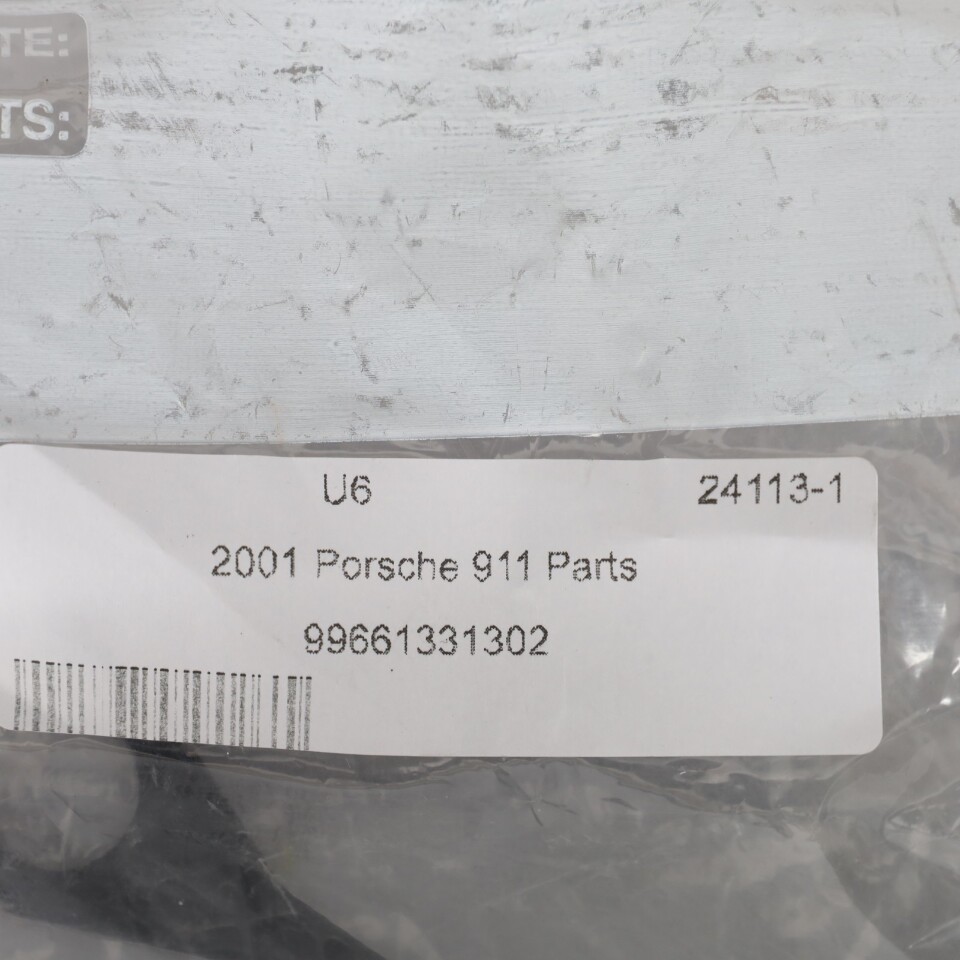 TE:
TS:
U6 24113-1
2001 Porsche 911 Parts
99661331302